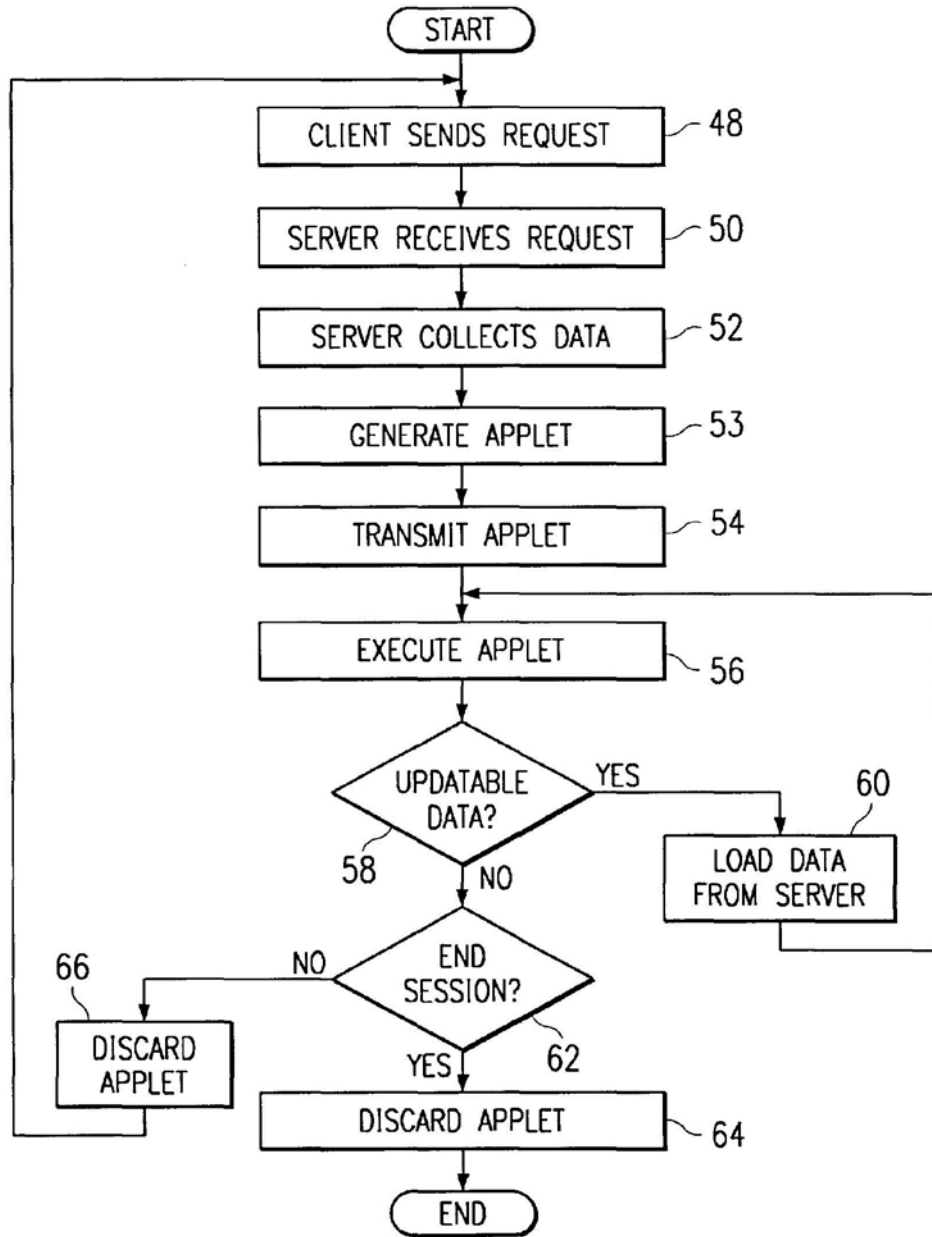 START
CLIENT SENDS REQUEST
48
SERVER RECEIVES REQUEST
50
SERVER COLLECTS DATA
52
GENERATE APPLET
53
TRANSMIT APPLET
54
EXECUTE APPLET
56
UPDATABLE
DATA?
58
YES
NO
60
LOAD DATA
FROM SERVER
END
SESSION?
62
NO
YES
66
DISCARD
APPLET
DISCARD APPLET
64
END